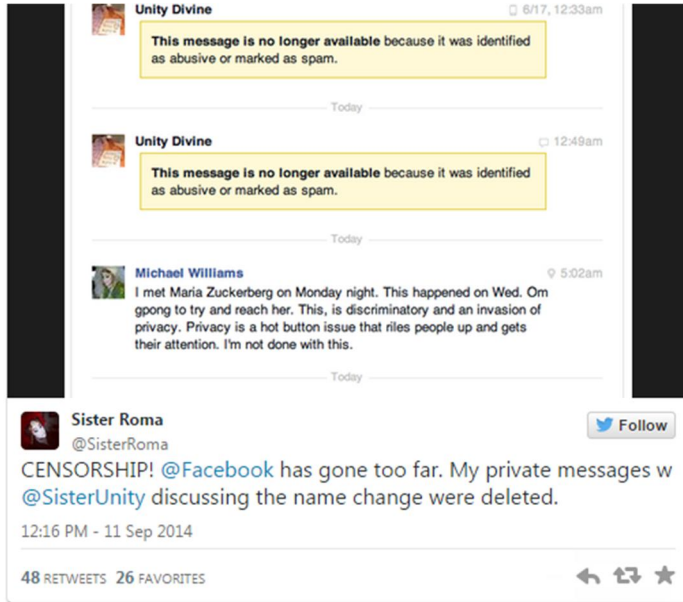 Unity Divine 6/17, 12:33am
This message is no longer available because it was identified
as abusive or marked as spam.
Today
Unity Divine 12:49am
This message is no longer available because it was identified
as abusive or marked as spam.
Today
Michael Williams 5:02am
I met Maria Zuckerberg on Monday night. This happened on Wed. Om
gpong to try and reach her. This, is discriminatory and an invasion of
privacy. Privacy is a hot button issue that riles people up and gets
their attention. I'm not done with this.
Today
Sister Roma
@SisterRoma
Follow
CENSORSHIP! @Facebook has gone too far. My private messages w
@SisterUnity discussing the name change were deleted.
12:16 PM - 11 Sep 2014
48 RETWEETS 26 FAVORITES